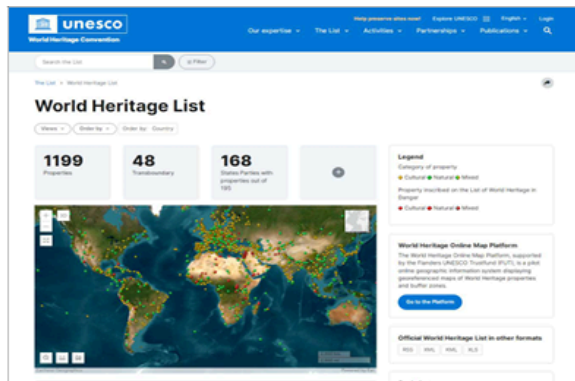 unesco
World Heritage Convention
Help preserve sites now!
Explore UNESCO
English
Login
Our expertise
The List
Activities
Partnerships
Publications
Search the List
Filter
The List > World Heritage List
World Heritage List
Views
Order by
Order by: Country
1199
Properties
48
Transboundary
168
States Parties with
properties out of
195
Legend
Category of property
Cultural Natural Mixed
Property inscribed on the List of World Heritage in
Danger
Cultural Natural Mixed
World Heritage Online Map Platform
The World Heritage Online Map Platform, supported
by the Flanders UNESCO Trustfund (FUT), is a pilot
online geographic information system displaying
georeferenced maps of World Heritage properties
and buffer zones.
Go to the Platform
Official World Heritage List in other formats
RSS XML KML XLS